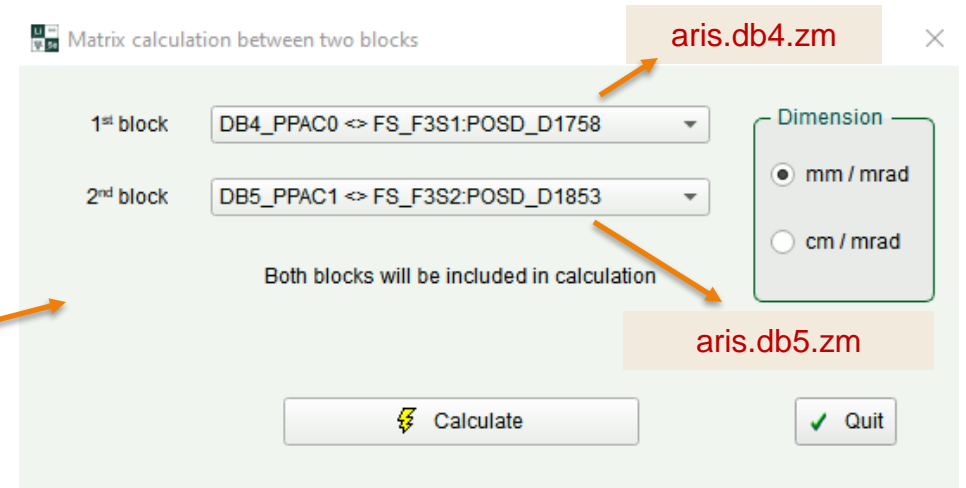 Matrix calculation between two blocks
aris.db4.zm
1st block
DB4_PPAC0 <> FS_F3S1:POSD_D1758
Dimension
mm / mrad
2nd block
DB5_PPAC1 <> FS_F3S2:POSD_D1853
cm / mrad
Both blocks will be included in calculation
aris.db5.zm
Calculate
Quit